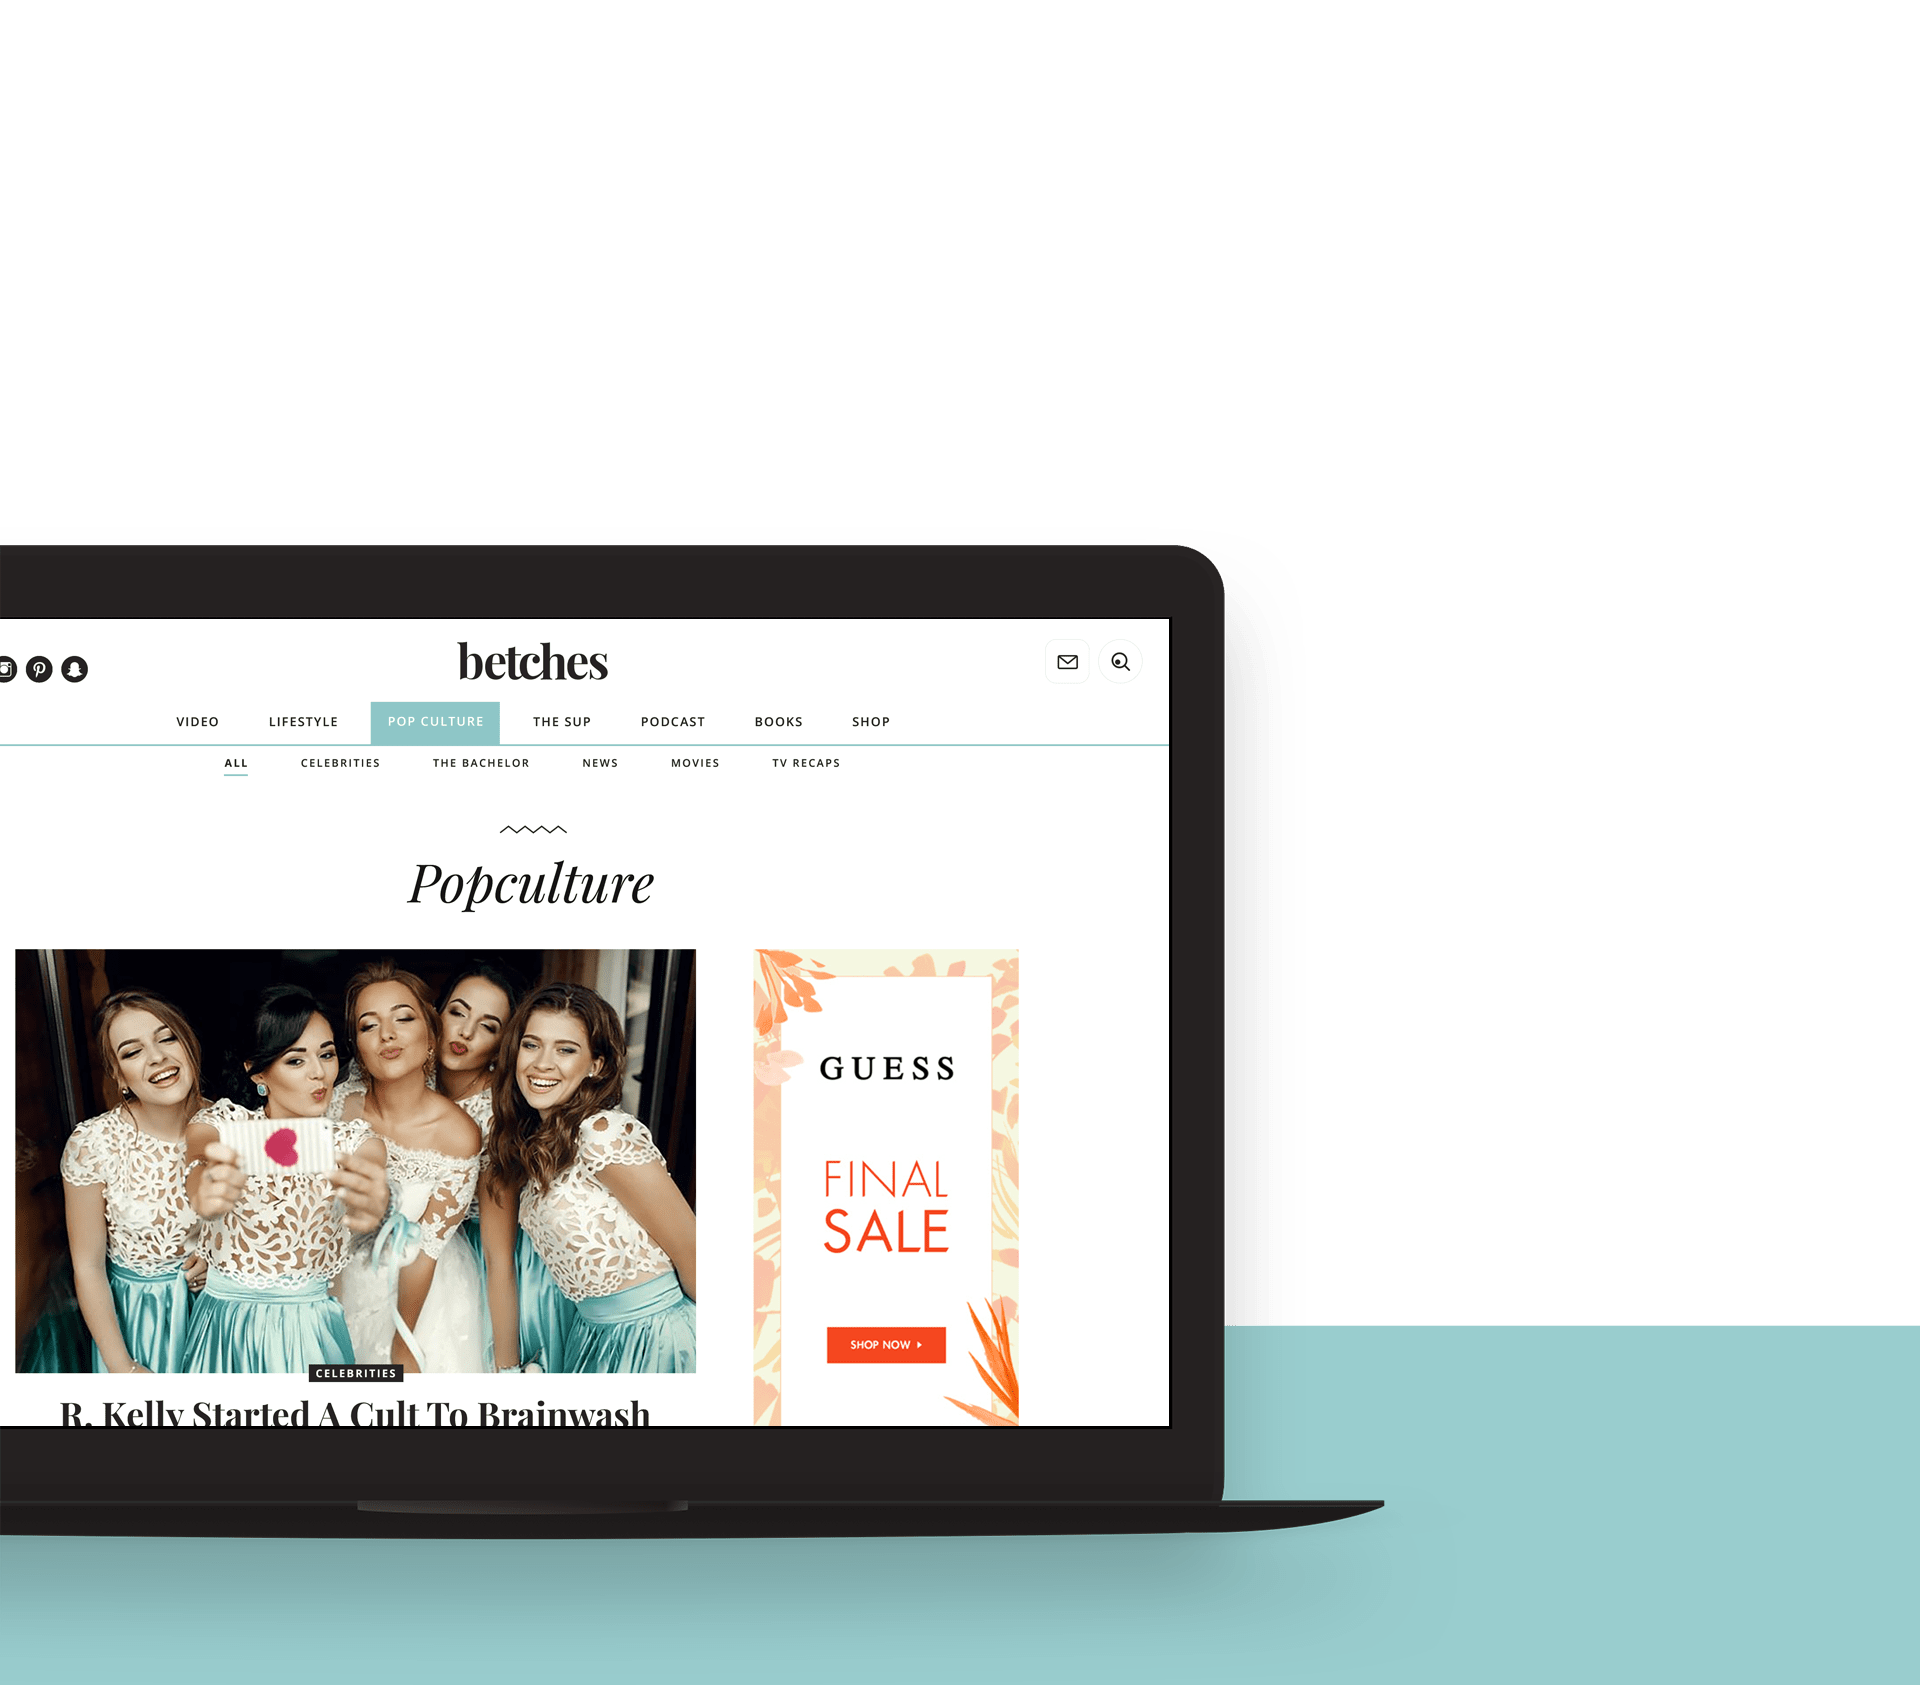 betches
VIDEO LIFESTYLE POP CULTURE THE SUP PODCAST BOOKS SHOP
ALL CELEBRITIES THE BACHELOR NEWS MOVIES TV RECAPS
Popculture
CELEBRITIES
R. Kelly Started A Cult To Brainwash
GUESS
FINAL
SALE
SHOP NOW